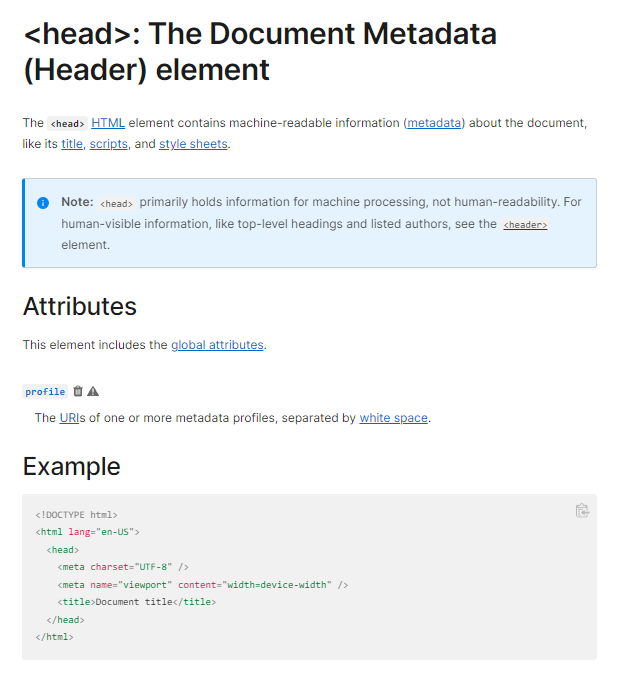 <head>: The Document Metadata
(Header) element
The <head> HTML element contains machine-readable information (metadata) about the document,
like its title, scripts, and style sheets.
Note: <head> primarily holds information for machine processing, not human-readability. For
human-visible information, like top-level headings and listed authors, see the <header>
element.
Attributes
This element includes the global attributes.
profile
The URIs of one or more metadata profiles, separated by white space.
Example
<!DOCTYPE html>
<html lang="en-US">
  <head>
    <meta charset="UTF-8" />
    <meta name="viewport" content="width=device-width" />
    <title>Document title</title>
  </head>
</html>